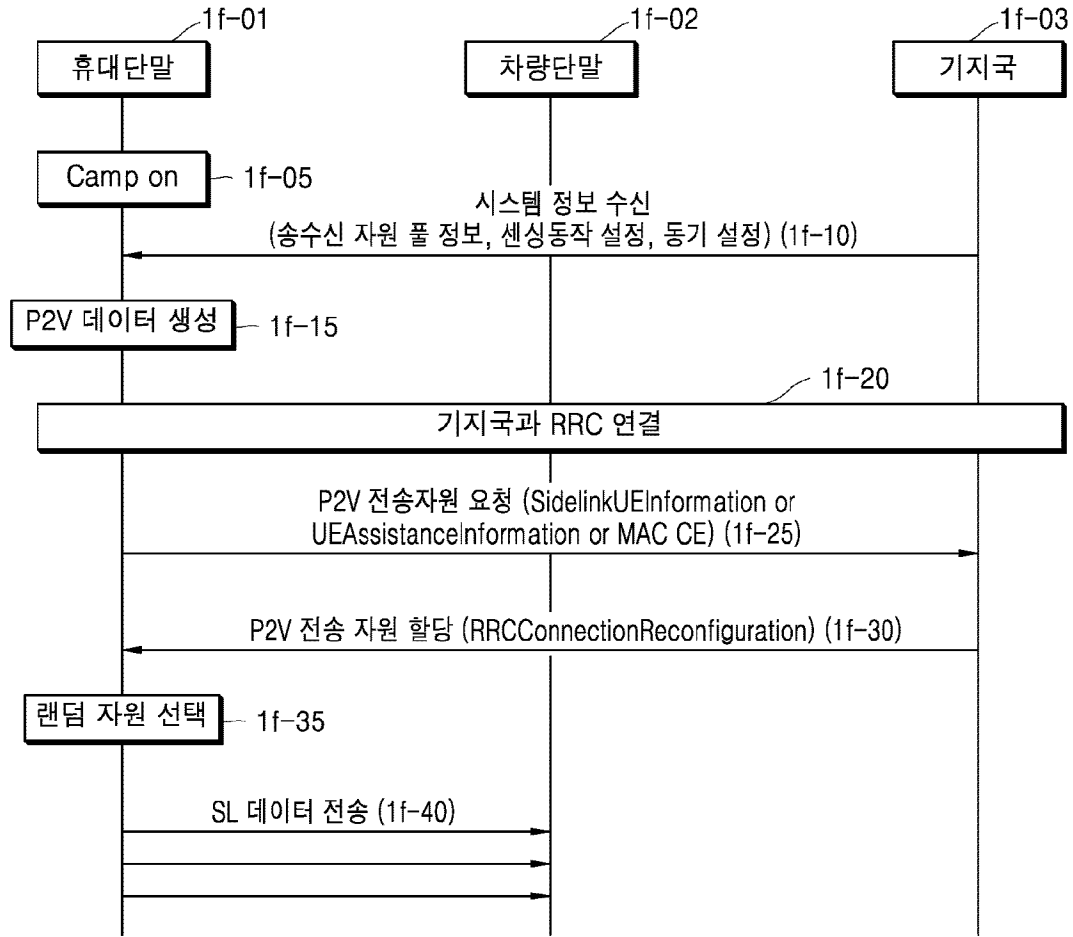 1f-01
1f-02
1f-03
휴대단말
차량단말
기지국
Camp on
1f-05
시스템 정보 수신
(송수신 자원 풀 정보, 센싱동작 설정, 동기 설정) (1f-10)
P2V 데이터 생성
1f-15
1f-20
기지국과 RRC 연결
P2V 전송자원 요청 (SidelinkUEInformation or
UEAssistanceInformation or MAC CE) (1f-25)
P2V 전송 자원 할당 (RRCConnectionReconfiguration) (1f-30)
랜덤 자원 선택
1f-35
SL 데이터 전송 (1f-40)